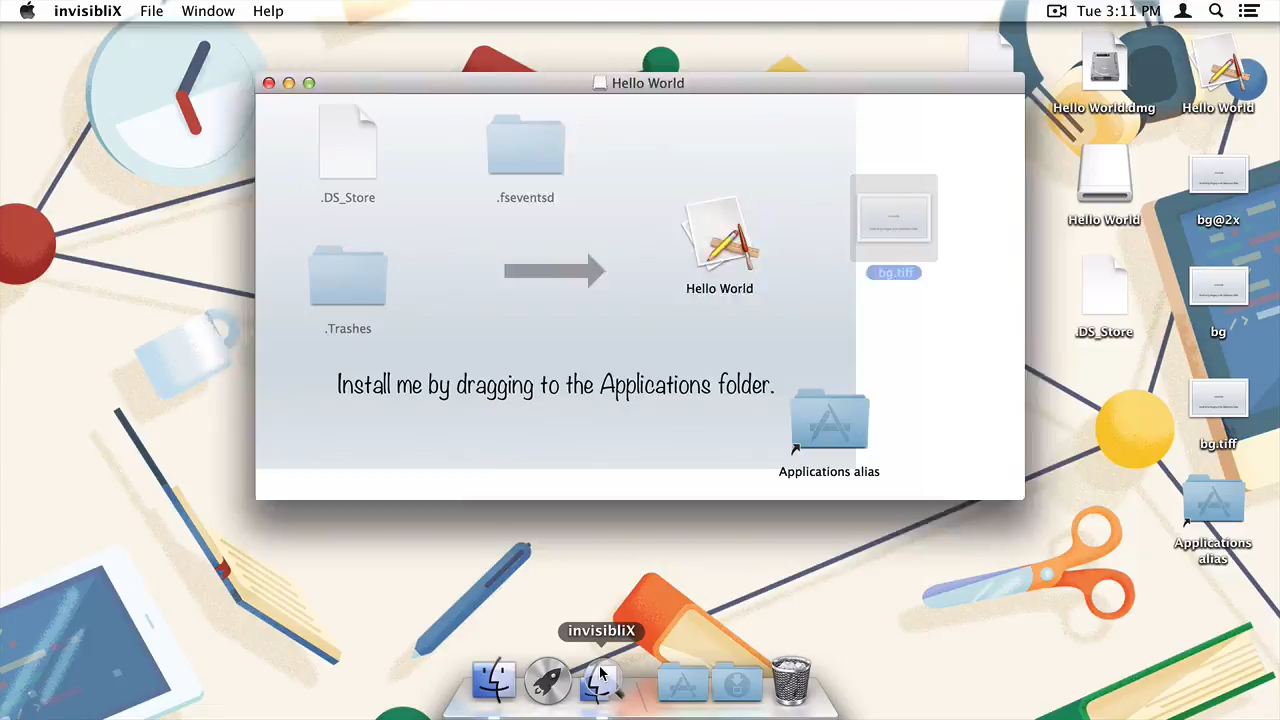 invisibliX File Window Help
Tue 3:11 PM
Hello World
.DS_Store
.fseventsd
.Trashes
Hello World
bg.tiff
Install me by dragging to the Applications folder.
Applications alias
Hello World.dmg
Hello World
Hello World
bg@2x
.DS_Store
bg
bg.tiff
Applications
alias
invisibliX